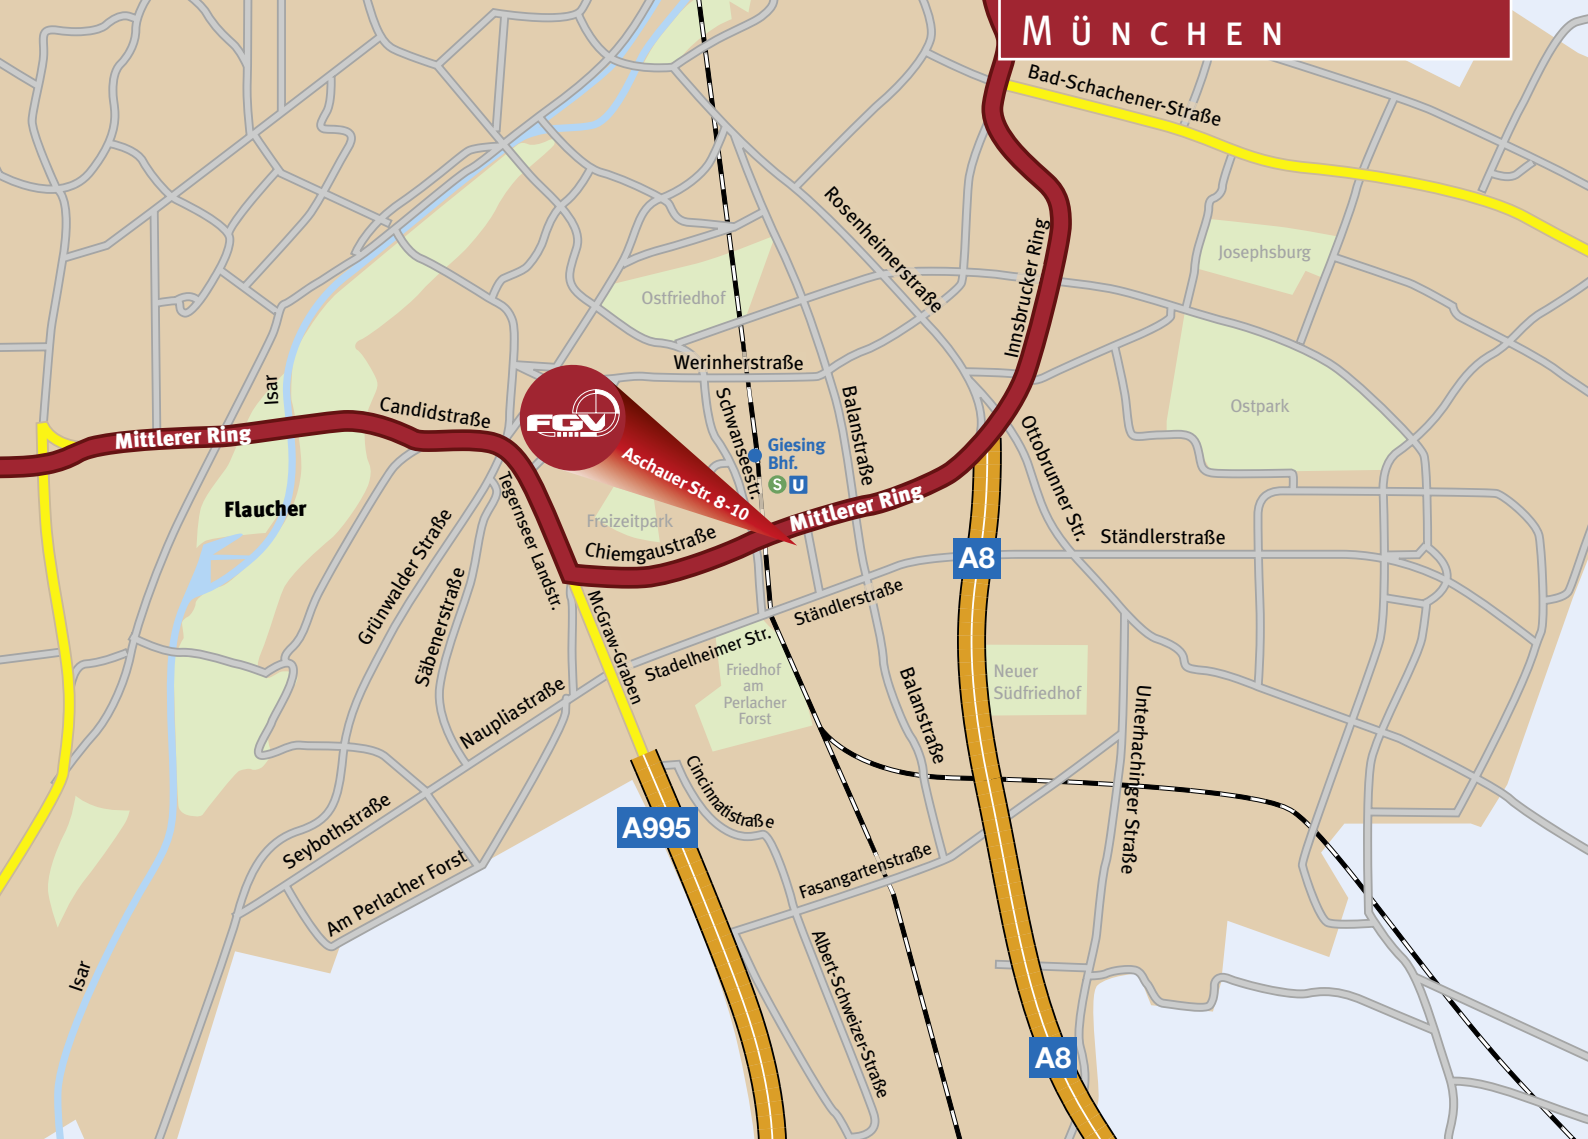 MÜNCHEN
Bad-Schachener-Straße
Rosenheimerstraße
Innsbrucker Ring
Josephsburg
Ostfriedhof
Werinherstraße
Isar
Candidstraße
Mittlerer Ring
FGV
Aschauer Str. 8-10
Schwanseestr.
Giesing
Bhf.
S U
Balanstraße
Ostpark
Ottobrunner Str.
Mittlerer Ring
Flaucher
Tegernseer Landstr.
Freizeitpark
Chiemgaustraße
Grünwalder Straße
Säbenerstraße
A8
Ständlerstraße
Ständlerstraße
McGraw-Graben
Stadelheimer Str.
Friedhof
am
Perlacher
Forst
Neuer
Südfriedhof
Naupliastraße
Balanstraße
Unterhachinger Straße
Cincinnatistraße
A995
Seybothstraße
Am Perlacher Forst
Fasangartenstraße
Albert-Schweizer-Straße
Isar
A8